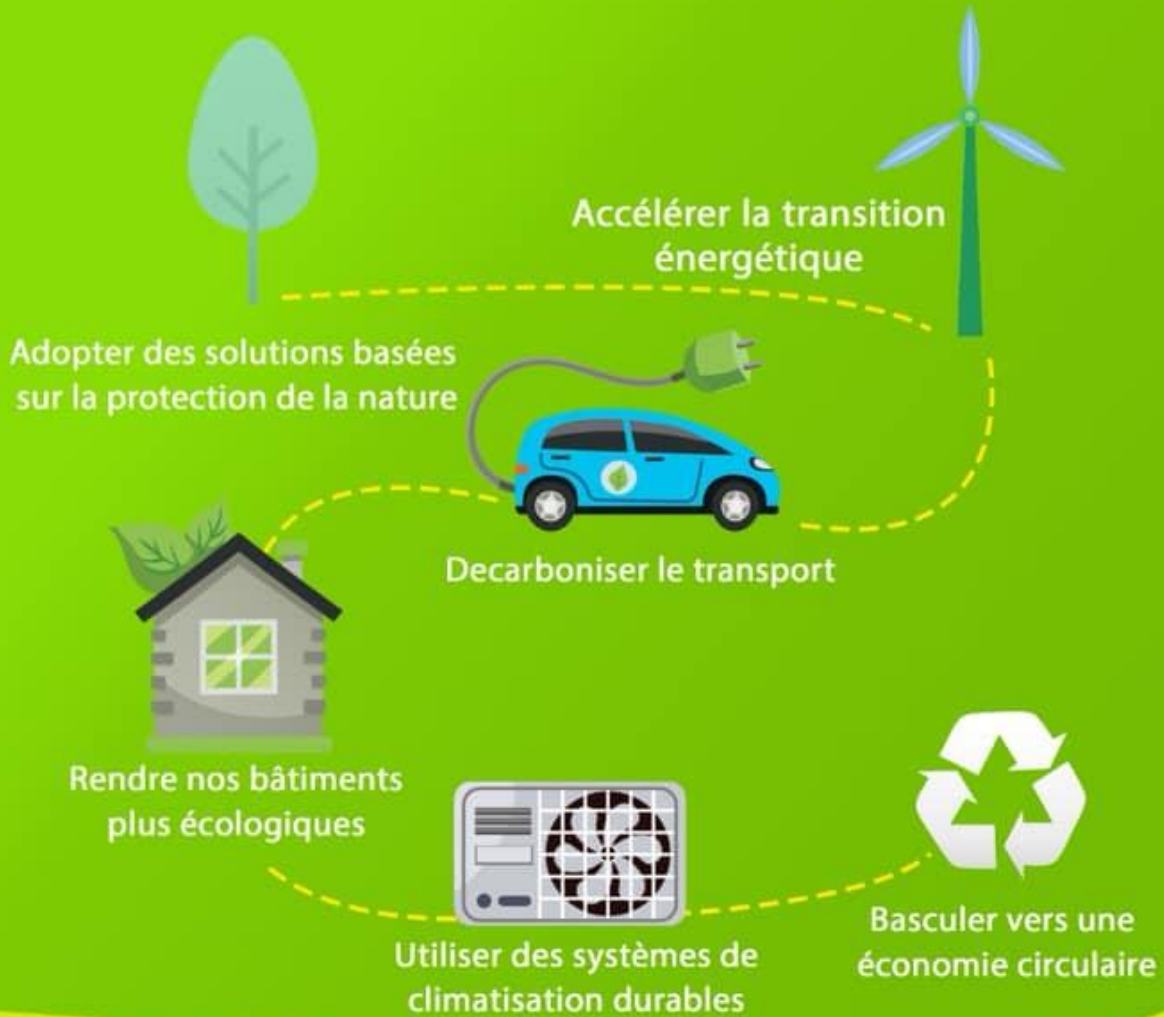 Accélérer la transition
énergétique
Adopter des solutions basées
sur la protection de la nature
Decarboniser le transport
Rendre nos bâtiments
plus écologiques
Utiliser des systèmes de
climatisation durables
Basculer vers une
économie circulaire